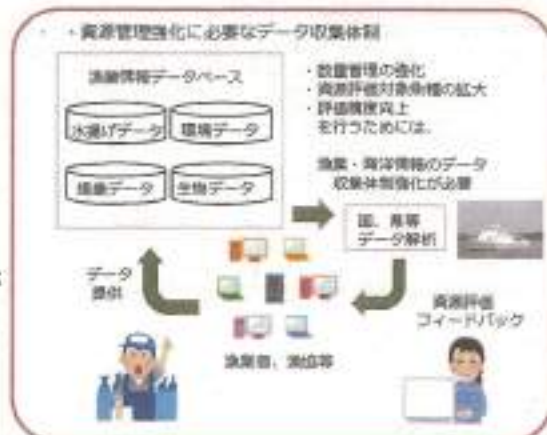 ・ ・資源管理強化に必要なデータ収集体制
漁業情報データベース
水揚げデータ
環境データ
操業データ
生物データ
・数量管理の強化
・資源評価対象魚種の拡大
・評価精度向上
を行うためには、
漁業・海洋情報のデータ
収集体制強化が必要
国、県等
データ解析
データ
提供
漁業者、漁協等
資源評価
フィードバック